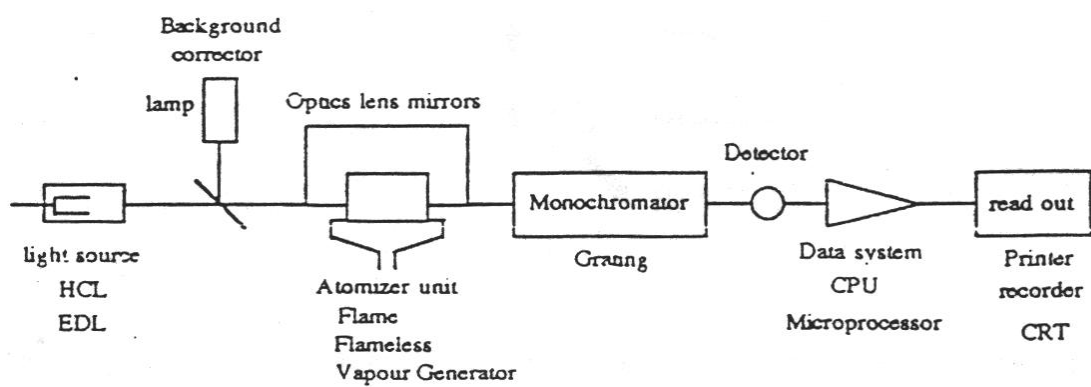 Background
corrector
lamp
Optics lens mirrors
Detector
Monochromator
read out
light source
HCL
EDL
Atomizer unit
Flame
Flameless
Vapour Generator
Grating
Data system
CPU
Microprocessor
Printer
recorder
CRT